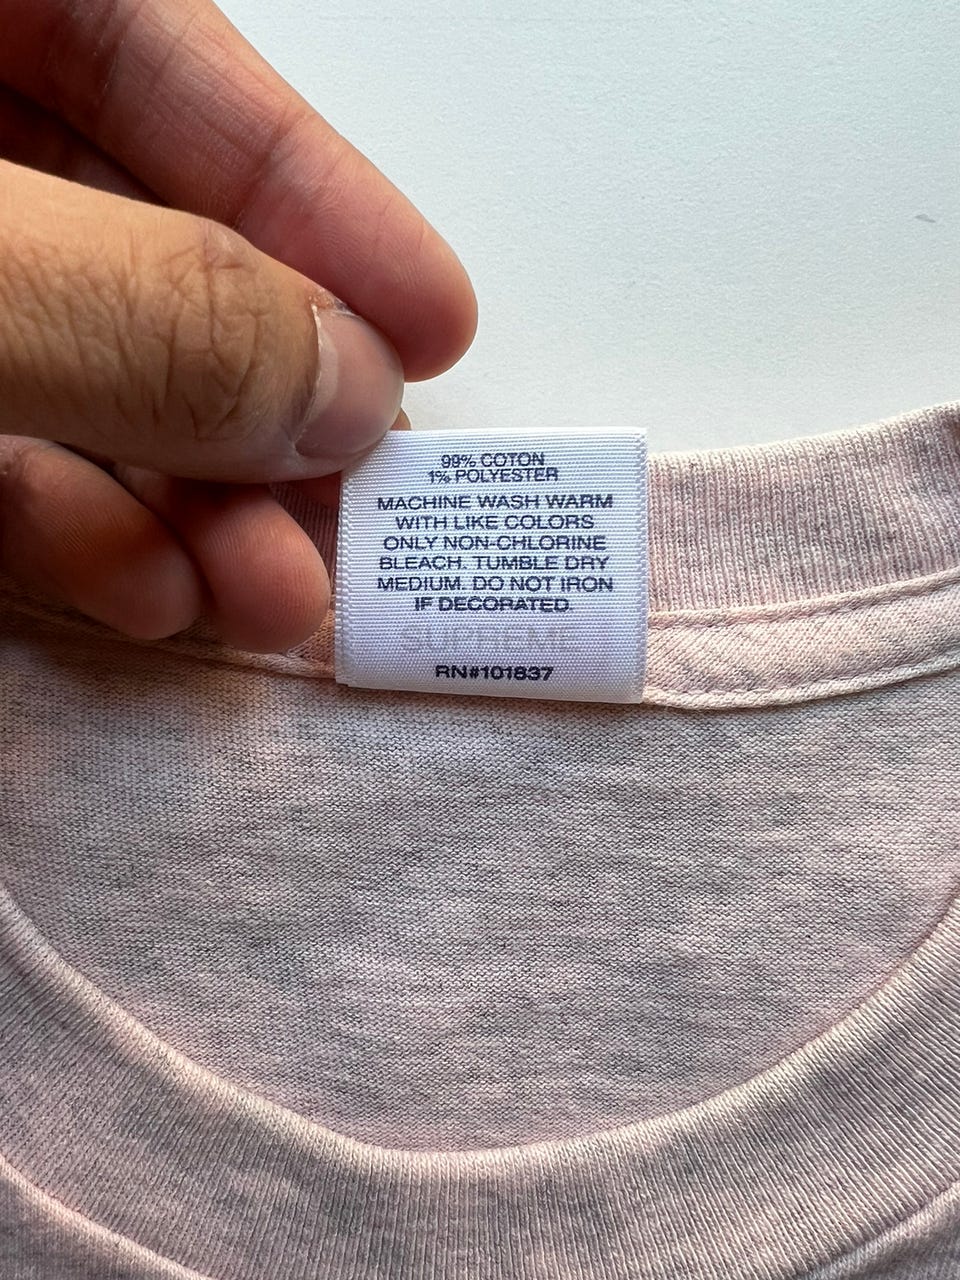 99% COTON
1% POLYESTER
MACHINE WASH WARM
WITH LIKE COLORS
ONLY NON-CHLORINE
BLEACH. TUMBLE DRY
MEDIUM. DO NOT IRON
IF DECORATED
SUPREME
RN#101837